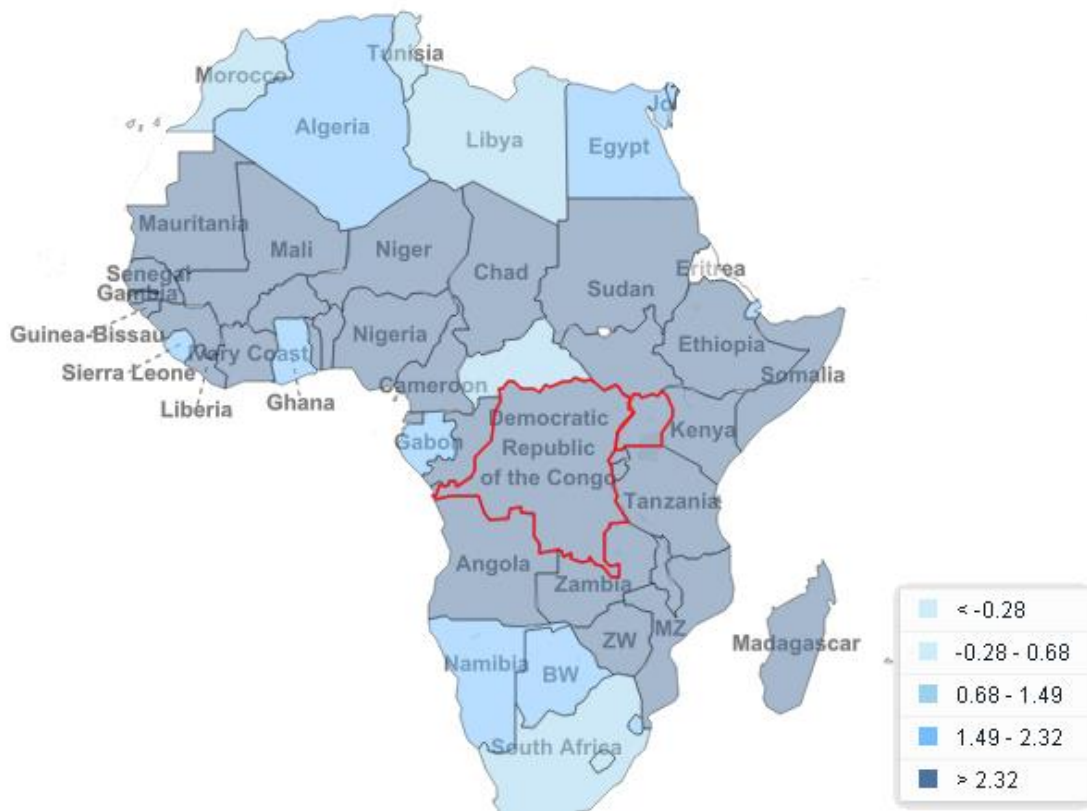 Tunisia
Morocco
Algeria
Libya
Egypt
Mauritania
Mali
Niger
Chad
Sudan
Eritrea
Senegal
Gambia
Guinea-Bissau
Nigeria
Ivory Coast
Ethiopia
Sierra Leone
Somalia
Liberia
Ghana
Cameroon
Gabon
Democratic
Republic
of the Congo
Kenya
Tanzania
Angola
Zambia
ZW
MZ
Madagascar
Namibia
BW
South Africa
< -0.28
-0.28 - 0.68
0.68 - 1.49
1.49 - 2.32
> 2.32